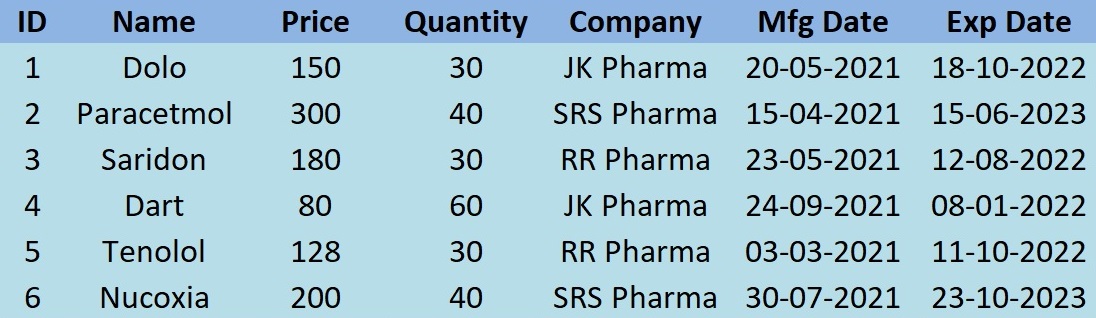 ID Name Price Quantity Company Mfg Date Exp Date
1 Dolo 150 30 JK Pharma 20-05-2021 18-10-2022
2 Paracetmol 300 40 SRS Pharma 15-04-2021 15-06-2023
3 Saridon 180 30 RR Pharma 23-05-2021 12-08-2022
4 Dart 80 60 JK Pharma 24-09-2021 08-01-2022
5 Tenolol 128 30 RR Pharma 03-03-2021 11-10-2022
6 Nucoxia 200 40 SRS Pharma 30-07-2021 23-10-2023